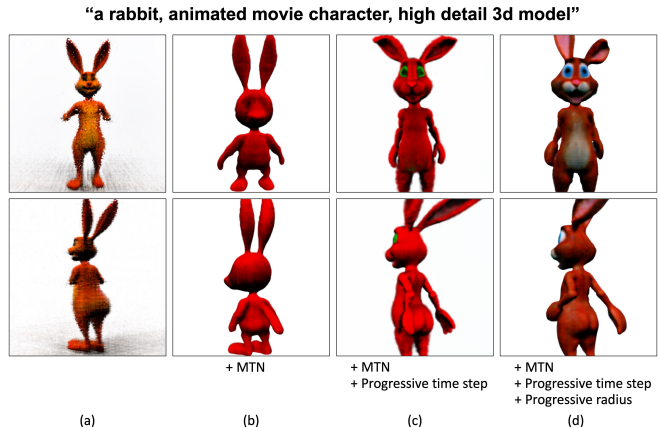 “a rabbit, animated movie character, high detail 3d model”
+ MTN
+ MTN
+ Progressive time step
+ MTN
+ Progressive time step
+ Progressive radius
(a)
(b)
(c)
(d)